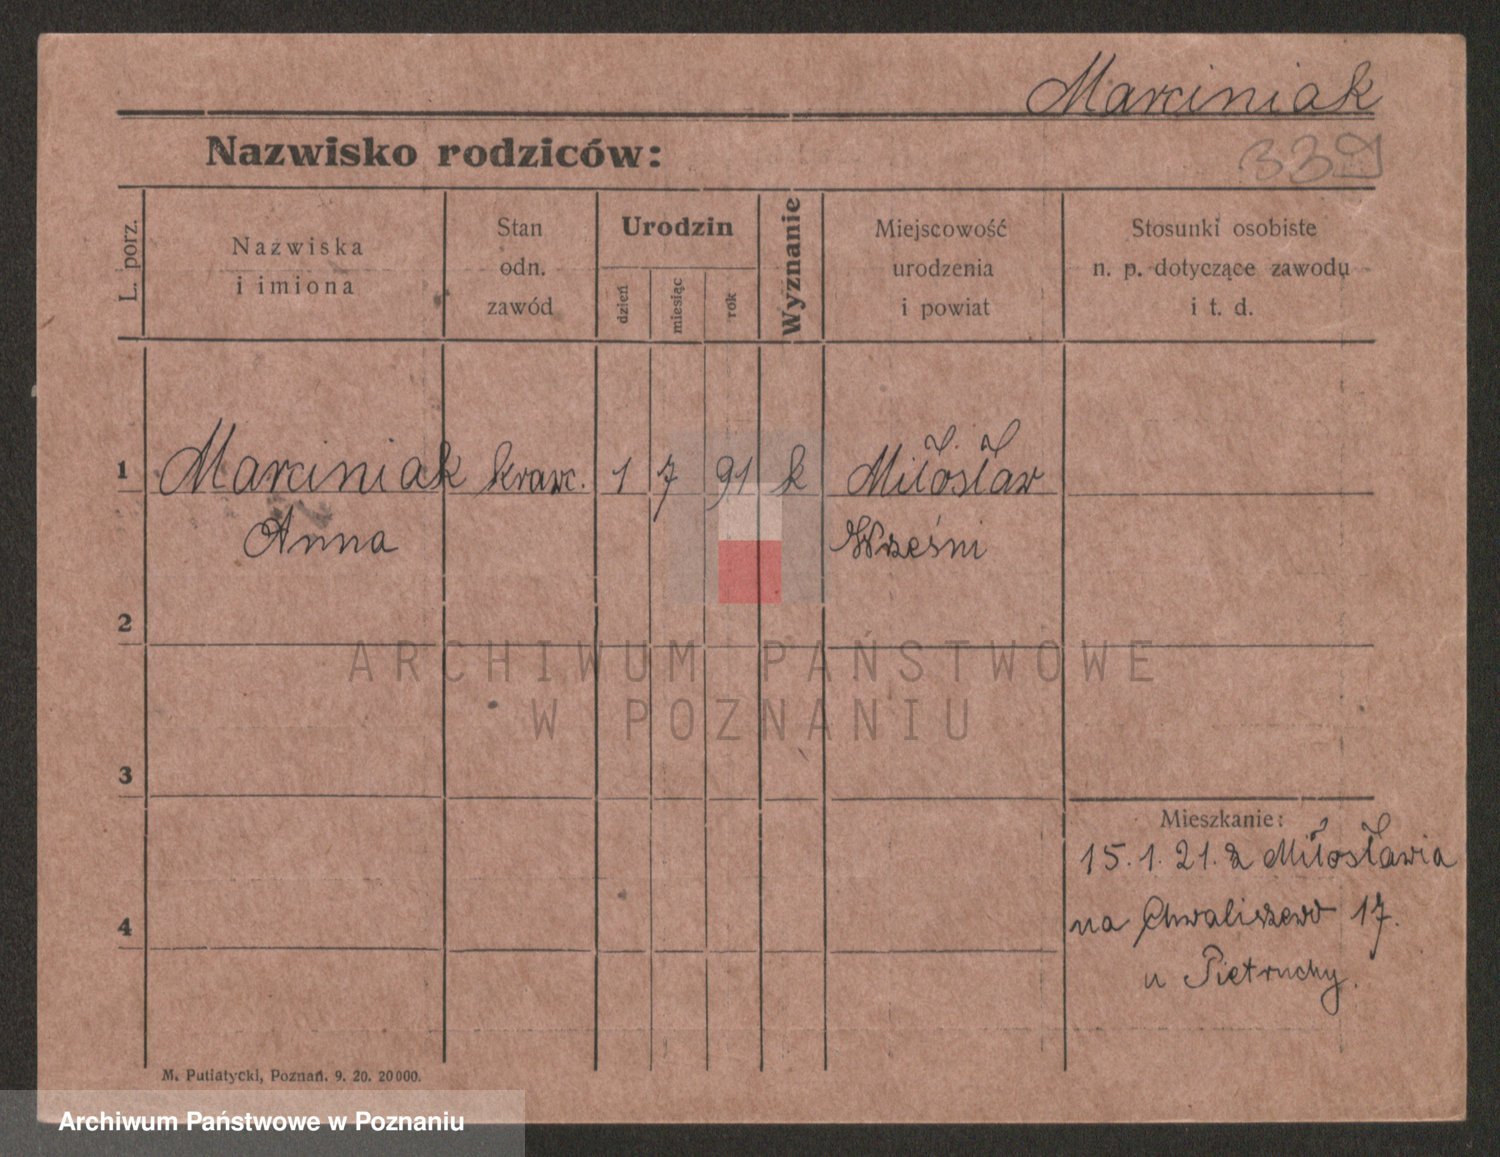 Marciniak
339
Nazwisko rodziców:
L. porz.
Nazwiska
i imiona
Stan
odn.
zawód
Urodzin
dzień
miesiąc
rok
Wyznanie
Miejscowość
urodzenia
i powiat
Stosunki osobiste
n. p. dotyczące zawodu
i t. d.
1 Marciniak krawc. 1 7 91 k Miłosław
Anna Wrześni
2
ARCHIWUM PAŃSTWOWE
W POZNANIU
3
Mieszkanie:
15.1.21. z Miłosławia
na Chwaliszewo 17.
4
u Pietruchy.
M. Putiatycki, Poznań. 9. 20. 20000.
Archiwum Państwowe w Poznaniu